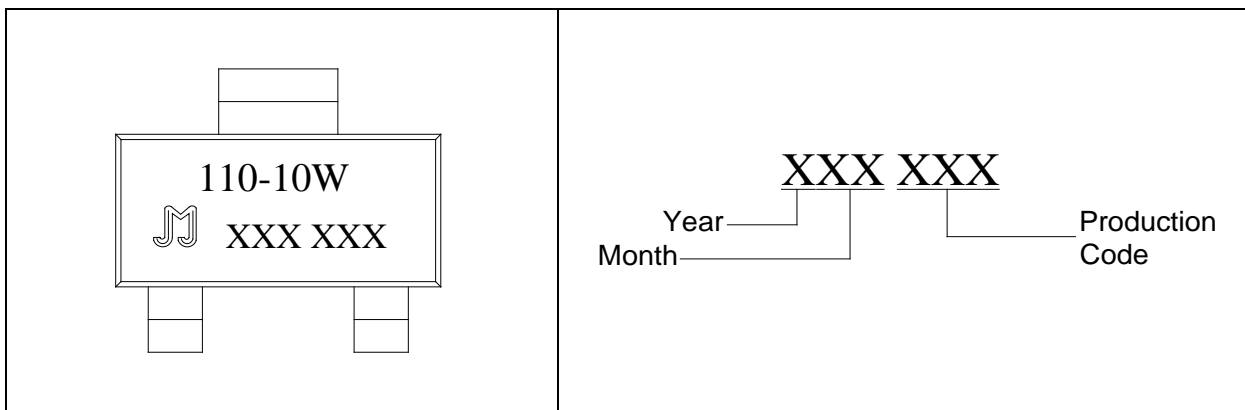 110-10W
XXX XXX
XXX XXX
Year
Month
Production
Code